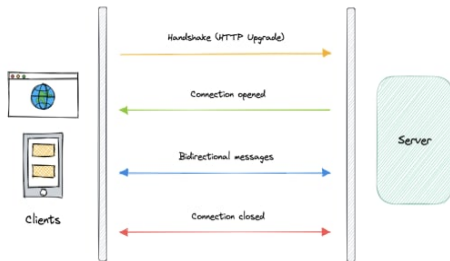 Handshake (HTTP Upgrade)
Connection opened
Bidirectional messages
Connection closed
Clients
Server